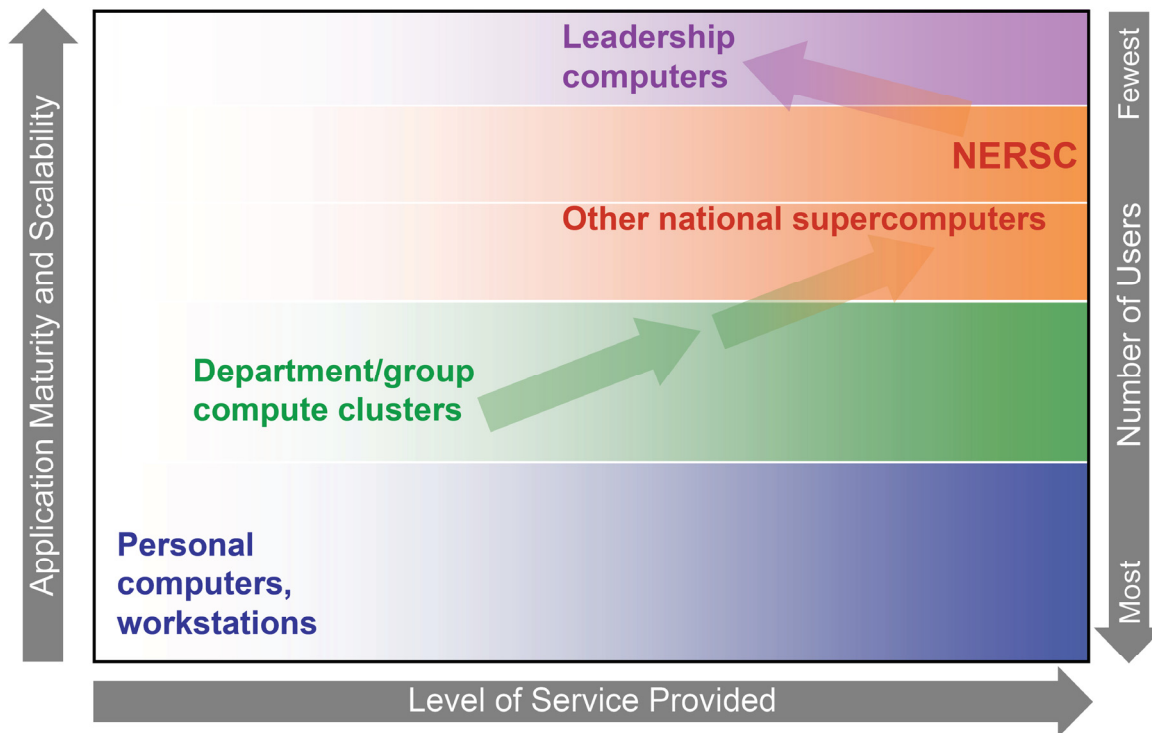 Application Maturity and Scalability
Leadership
computers
NERSC
Other national supercomputers
Department/group
compute clusters
Personal
computers,
workstations
Fewest
Number of Users
Most
Level of Service Provided